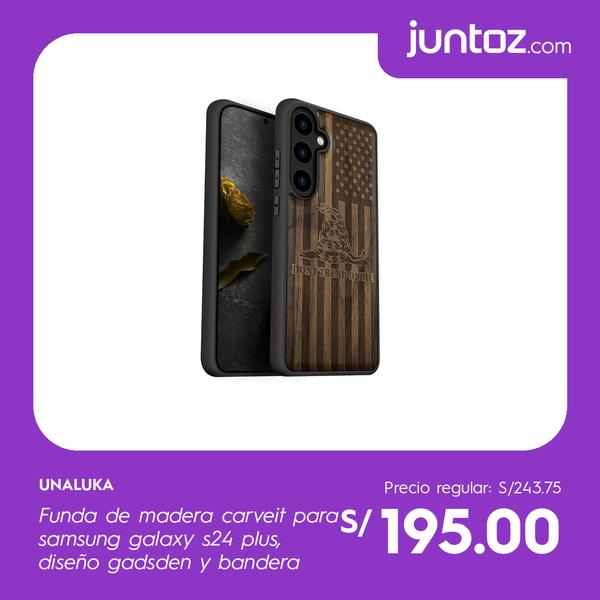 juntoz.com
DON'T TREAD ON ME
UNALUKA
Precio regular: S/243.75
Funda de madera carveit para
samsung galaxy s24 plus,
diseño gadsden y bandera
S/195.00